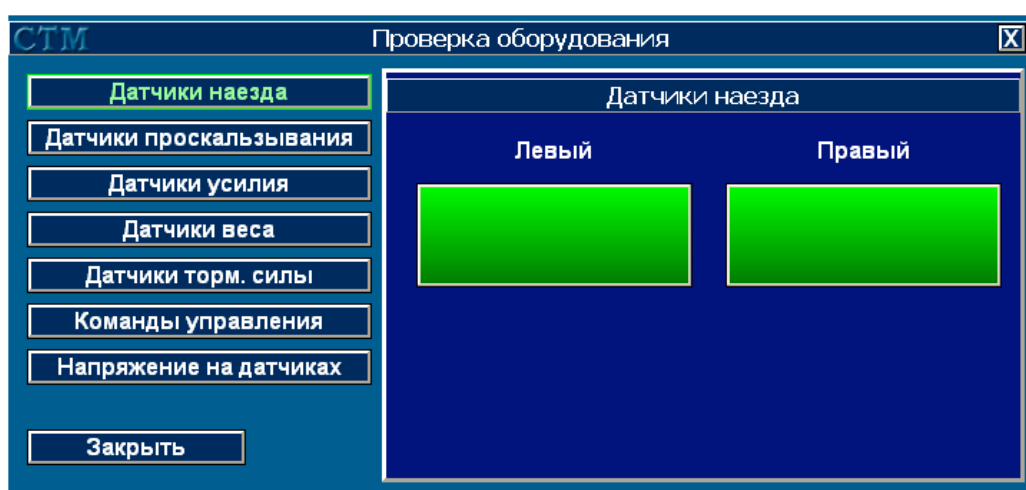 СТМ
Проверка оборудования
X
Датчики наезда
Датчики проскальзывания
Датчики усилия
Датчики веса
Датчики торм. силы
Команды управления
Напряжение на датчиках
Закрыть
Датчики наезда
Левый
Правый